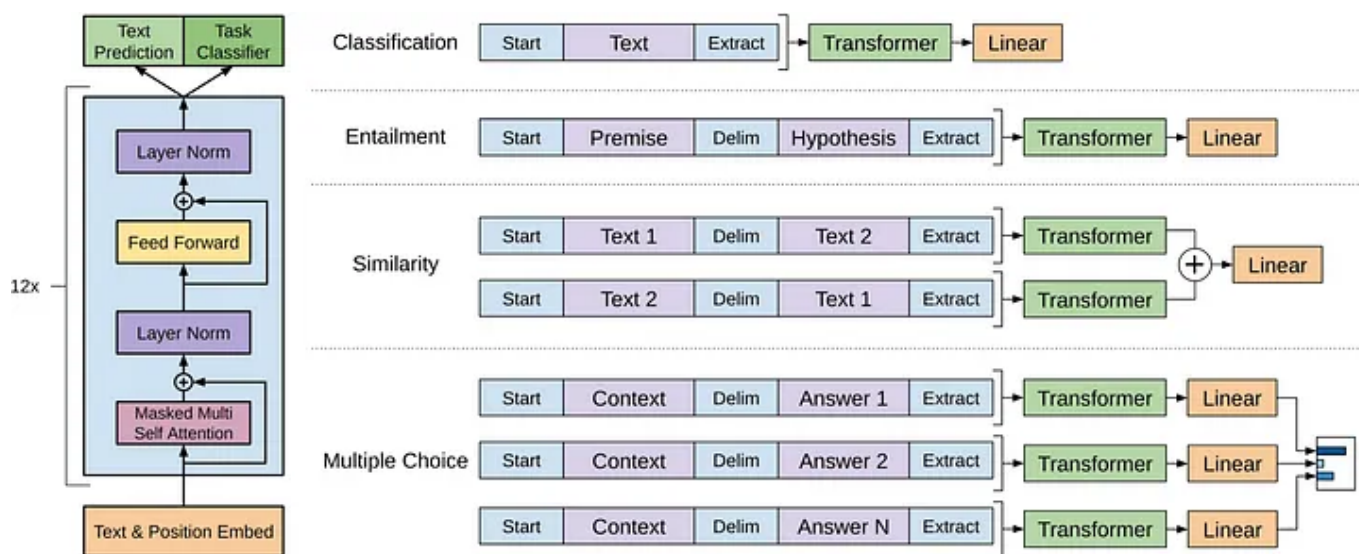 Text
Prediction
Task
Classifier
12x
Layer Norm
Feed Forward
Layer Norm
Masked Multi
Self Attention
Text & Position Embed
Classification
Start Text Extract Transformer Linear
Entailment
Start Premise Delim Hypothesis Extract Transformer Linear
Similarity
Start Text 1 Delim Text 2 Extract Transformer
Start Text 2 Delim Text 1 Extract Transformer
+ Linear
Multiple Choice
Start Context Delim Answer 1 Extract Transformer Linear
Start Context Delim Answer 2 Extract Transformer Linear
Start Context Delim Answer N Extract Transformer Linear